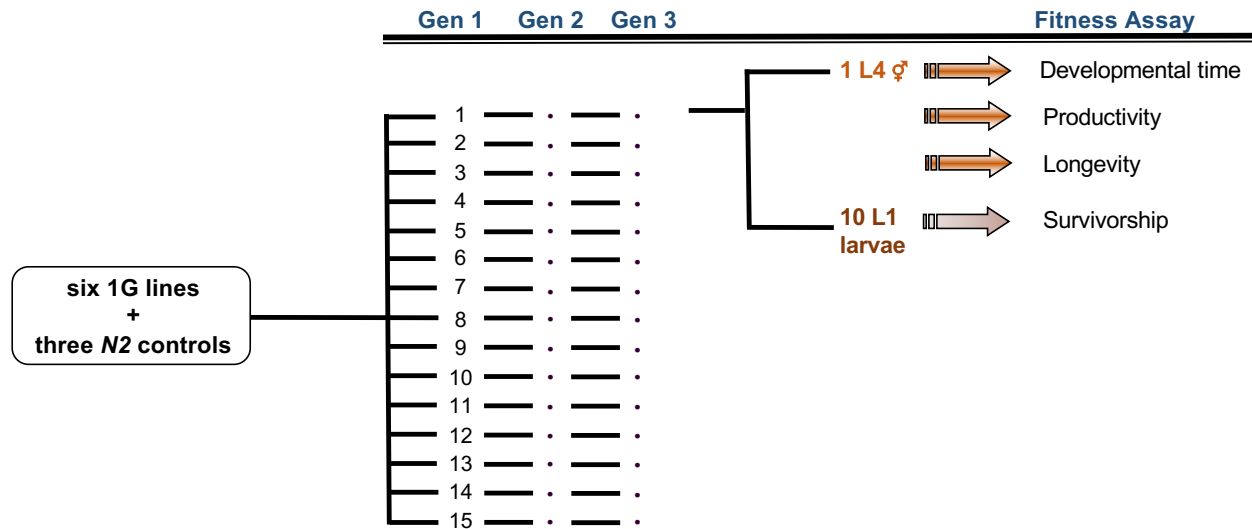 Gen 1 Gen 2 Gen 3 Fitness Assay
1 L4 ⚥ Developmental time
Productivity
Longevity
10 L1
larvae
Survivorship
six 1G lines
+
three N2 controls
1
2
3
4
5
6
7
8
9
10
11
12
13
14
15